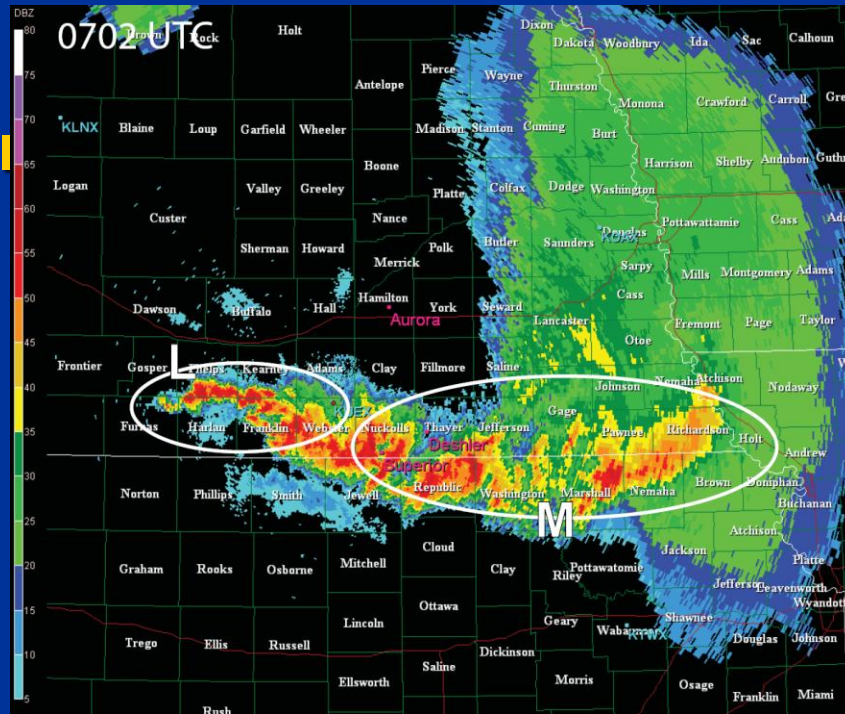 DBZ
80
75
70
65
60
55
50
45
40
35
30
25
20
15
10
5
0702 UTC
Brown Rock Holt
Dixon
Dakota Woodbury Ida Sac Calhoun
Antelope Pierce Wayne Thurston
Monona Crawford Carroll
KLNX Blaine Loup Garfield Wheeler
Madison Stanton Cuming Burt
Boone Harrison Shelby Audubon
Logan Valley Greeley Platte Colfax Dodge Washington
Custer Nance Pottawattamie Cass
Douglas
Sherman Howard Polk Butler Saunders
Merrick Sarpy Mills Montgomery Adams
Cass
Dawson Buffalo Hall Hamilton York Seward
Aurora Lancaster Fremont Page Taylor
Otoe
Frontier Gosper L Phelps Kearney Adams Clay Fillmore Saline
Johnson Nemaha Atchison Nodaway
KUEX Gage
Furnas Harlan Franklin Webster Nuckolls Thayer Jefferson Pawnee Richardson Holt
Deshler Andrew
Superior
Norton Phillips Smith Jewell Republic Washington Marshall Nemaha Brown Doniphan
Buchanan
M
Atchison
Graham Rooks Osborne Mitchell Cloud Clay Riley Pottawatomie Jackson Platte
Jefferson Leavenworth
Ottawa Wyandott
Lincoln Geary Shawnee
Trego Ellis Russell Dickinson Douglas Johnson
Saline
Ellsworth Morris Osage
Franklin Miami
Rush